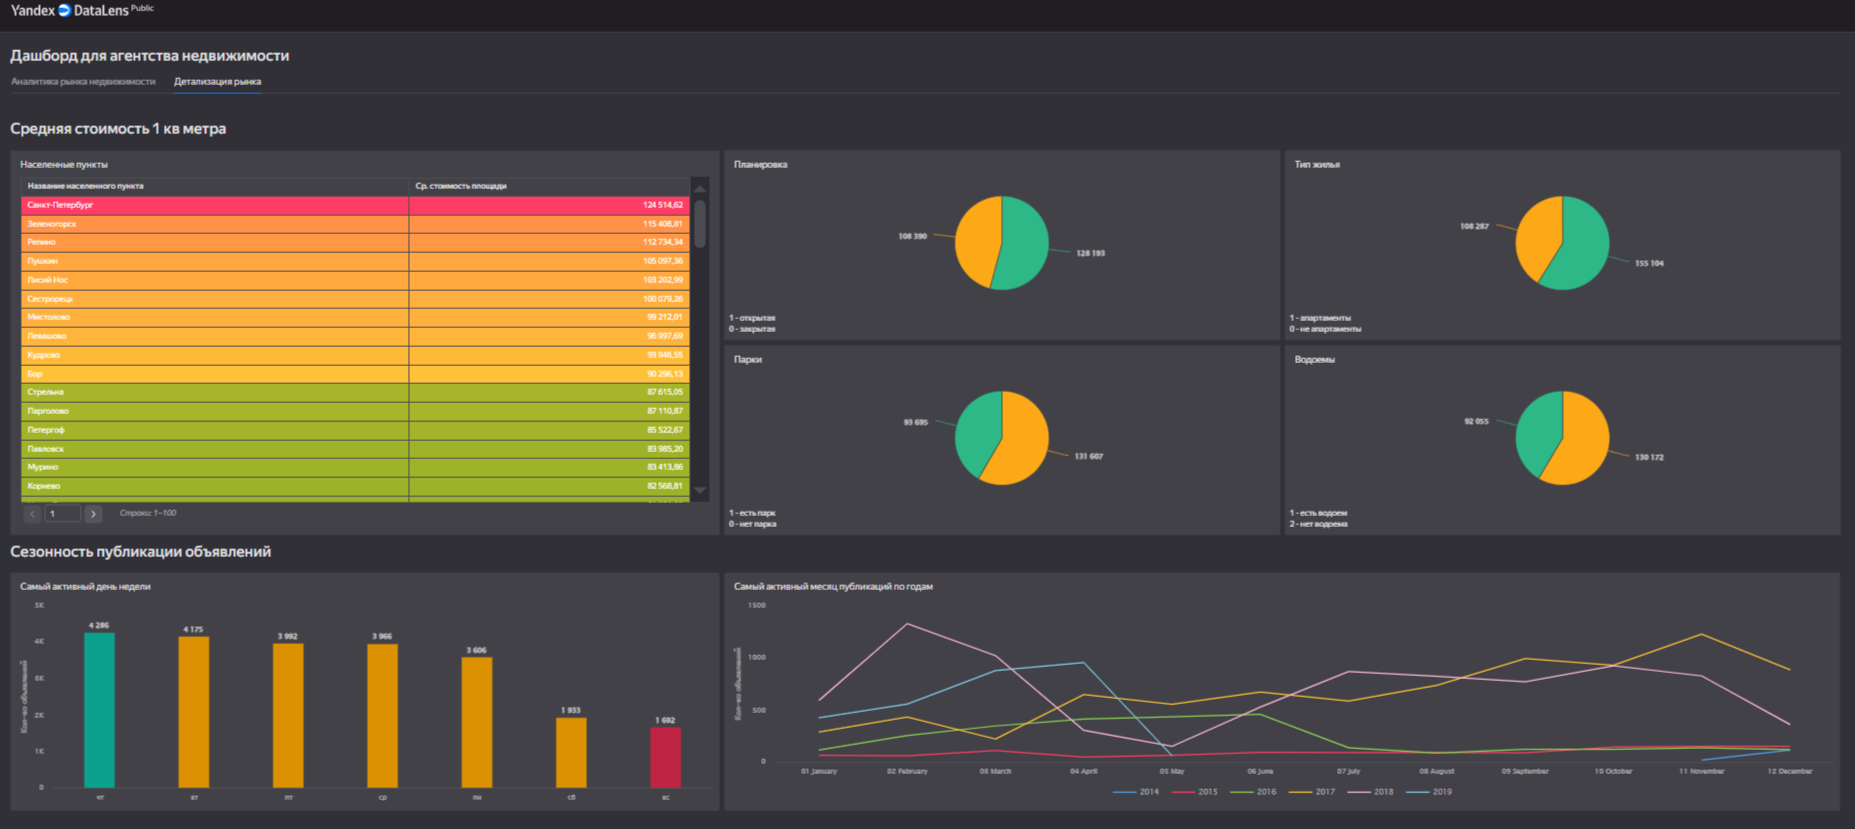 Yandex DataLens Public
Дашборд для агентства недвижимости
Аналитика рынка недвижимости
Детализация рынка
Средняя стоимость 1 кв метра
Населенные пункты
Название населенного пункта
Ср. стоимость площади
Санкт-Петербург 124 514,62
Зеленогорск 115 408,81
Репино 112 734,34
Пушкин 105 097,36
Лисий Нос 103 202,99
Сестрорецк 100 079,26
Мистолово 99 212,01
Левашово 96 997,69
Кудрово 93 946,55
Бор 90 296,13
Стрельна 87 615,05
Парголово 87 110,87
Петергоф 85 522,67
Павловск 83 985,20
Мурино 83 413,86
Корнево 82 568,81
1
Строки: 1–100
Планировка
108 390
128 193
1 - открытая
0 - закрытая
Тип жилья
108 287
155 104
1 - апартаменты
0 - не апартаменты
Парки
93 695
131 607
1 - есть парк
0 - нет парка
Водоемы
92 055
130 172
1 - есть водоем
2 - нет водоема
Сезонность публикации объявлений
Самый активный день недели
Кол-во объявлений
5K
4K
3K
2K
1K
0
4 286
4 175
3 992
3 966
3 606
1 933
1 692
чт
вт
пт
ср
пн
сб
вс
Самый активный месяц публикаций по годам
Кол-во объявлений
1500
1000
500
0
01 January
02 February
03 March
04 April
05 May
06 June
07 July
08 August
09 September
10 October
11 November
12 December
2014
2015
2016
2017
2018
2019